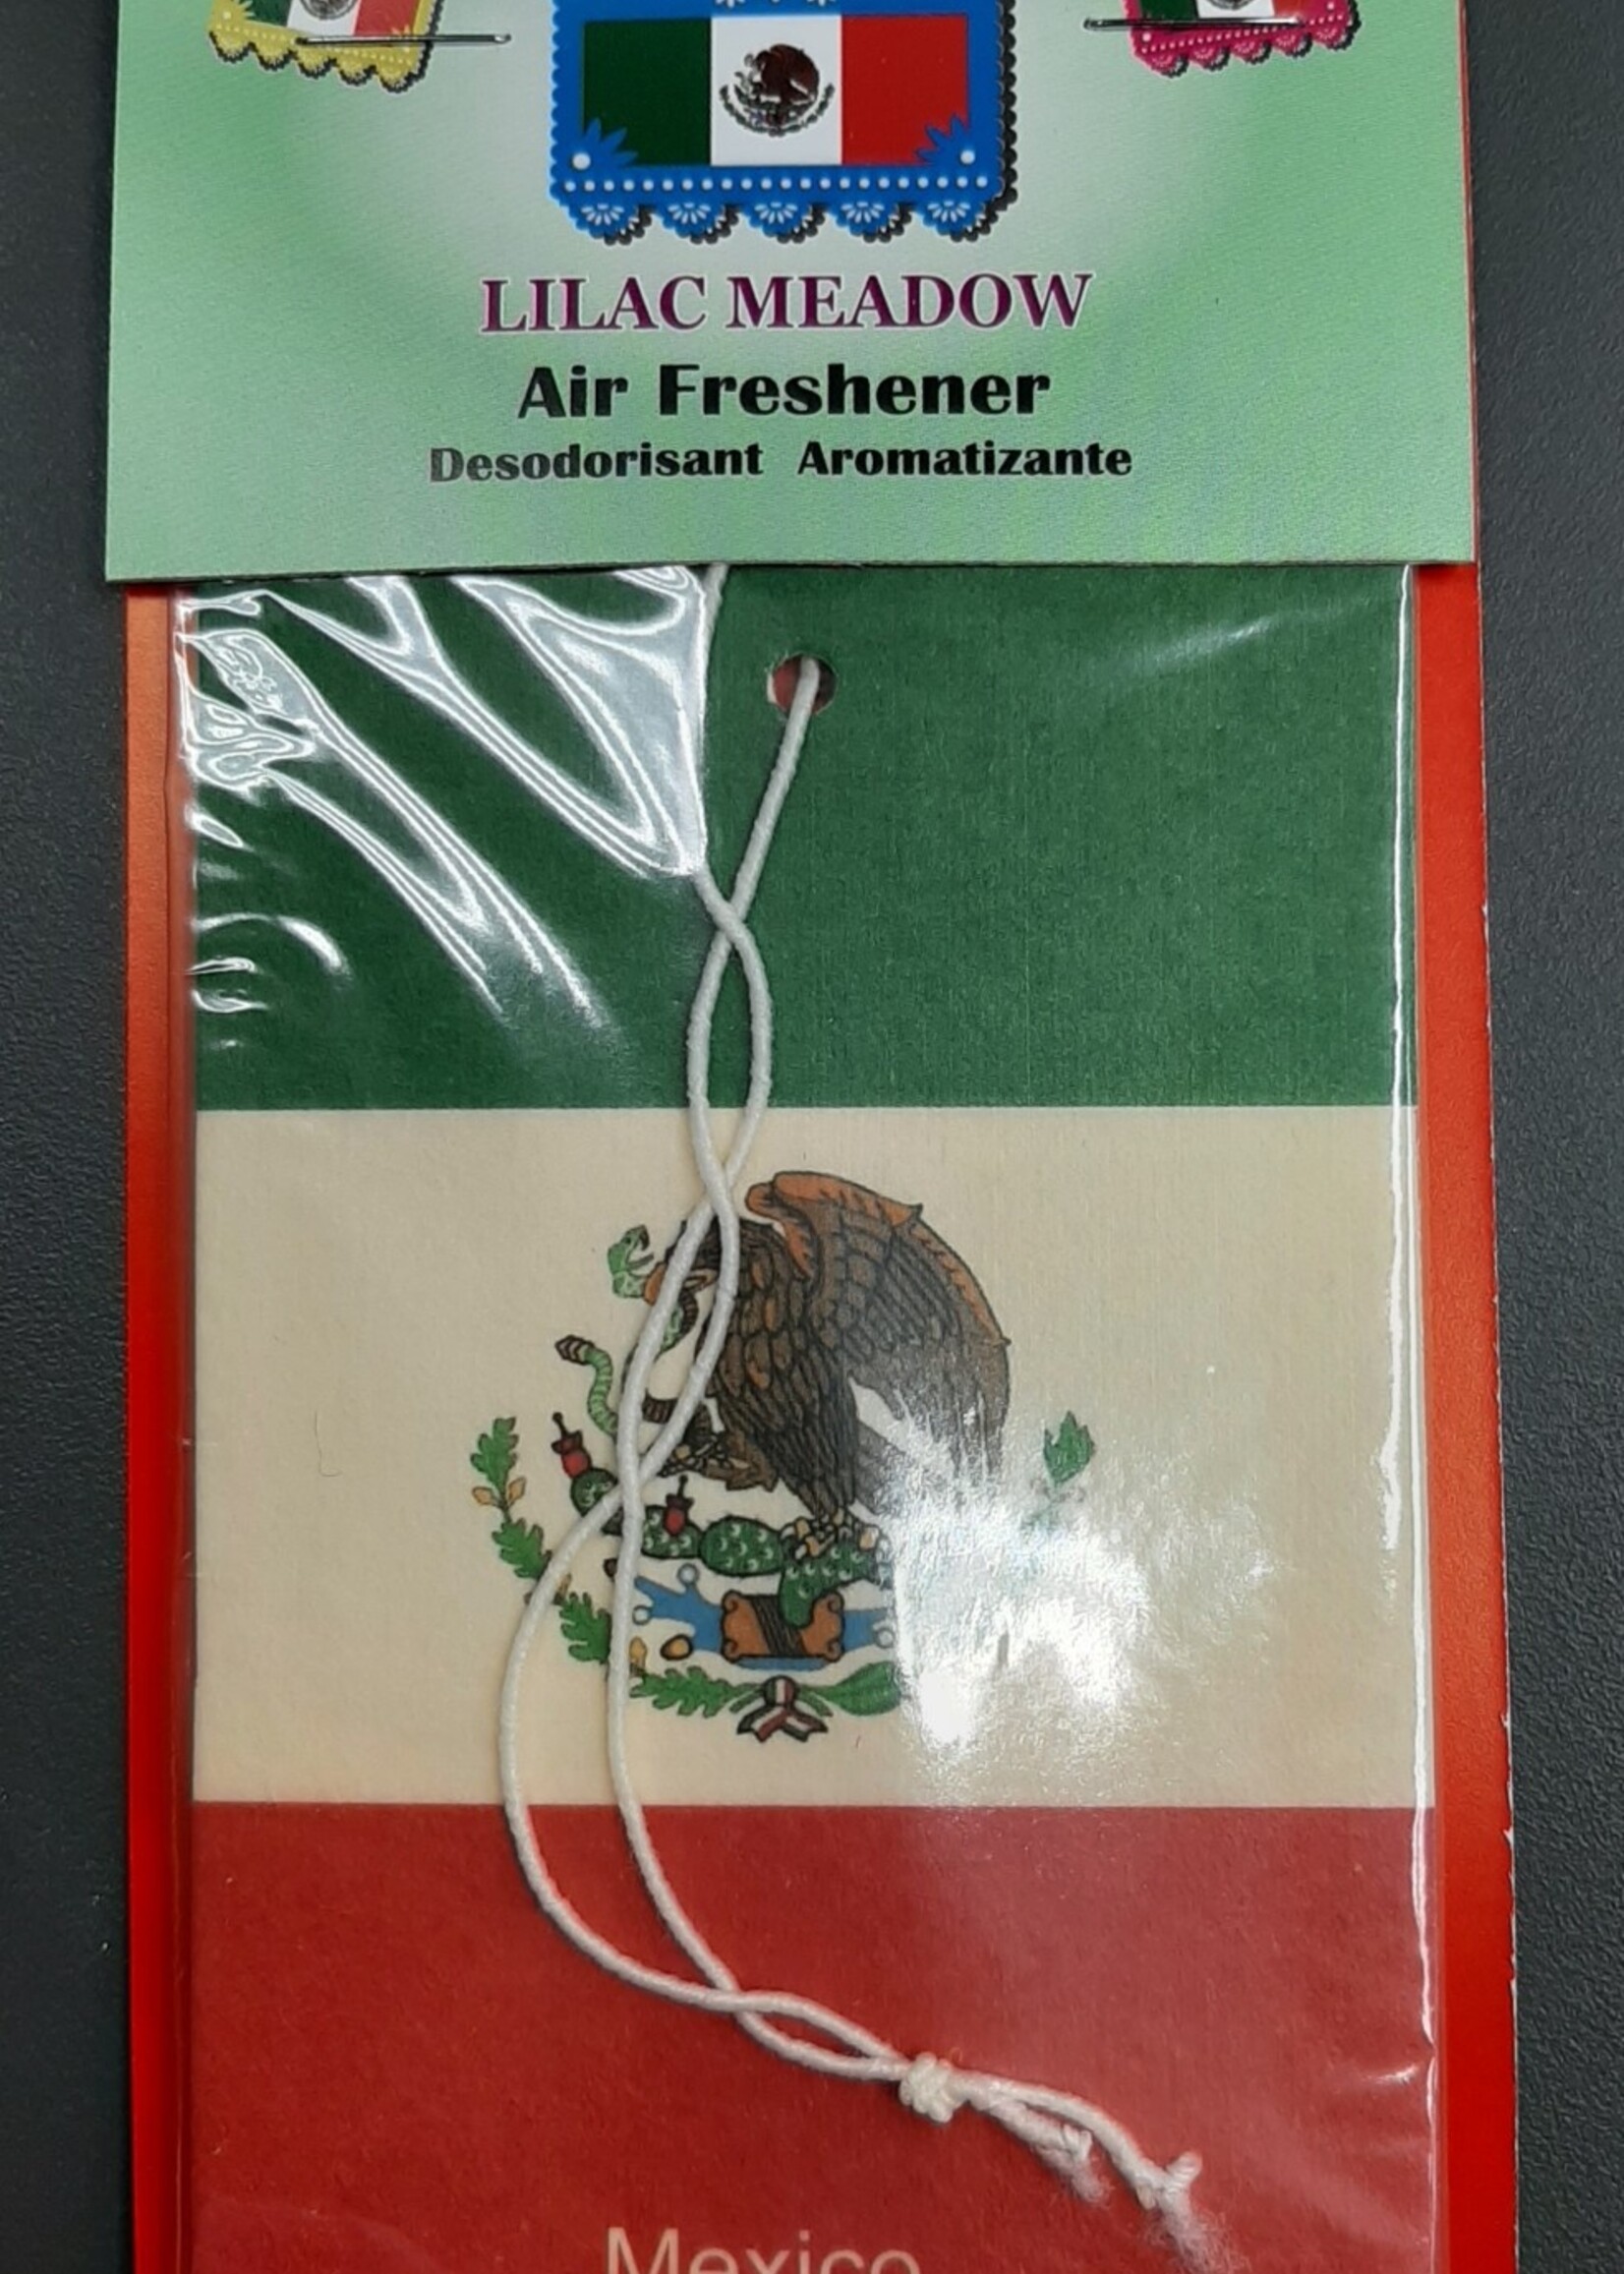 LILAC MEADOW
Air Freshener
Desodorisant Aromatizante
Mexico